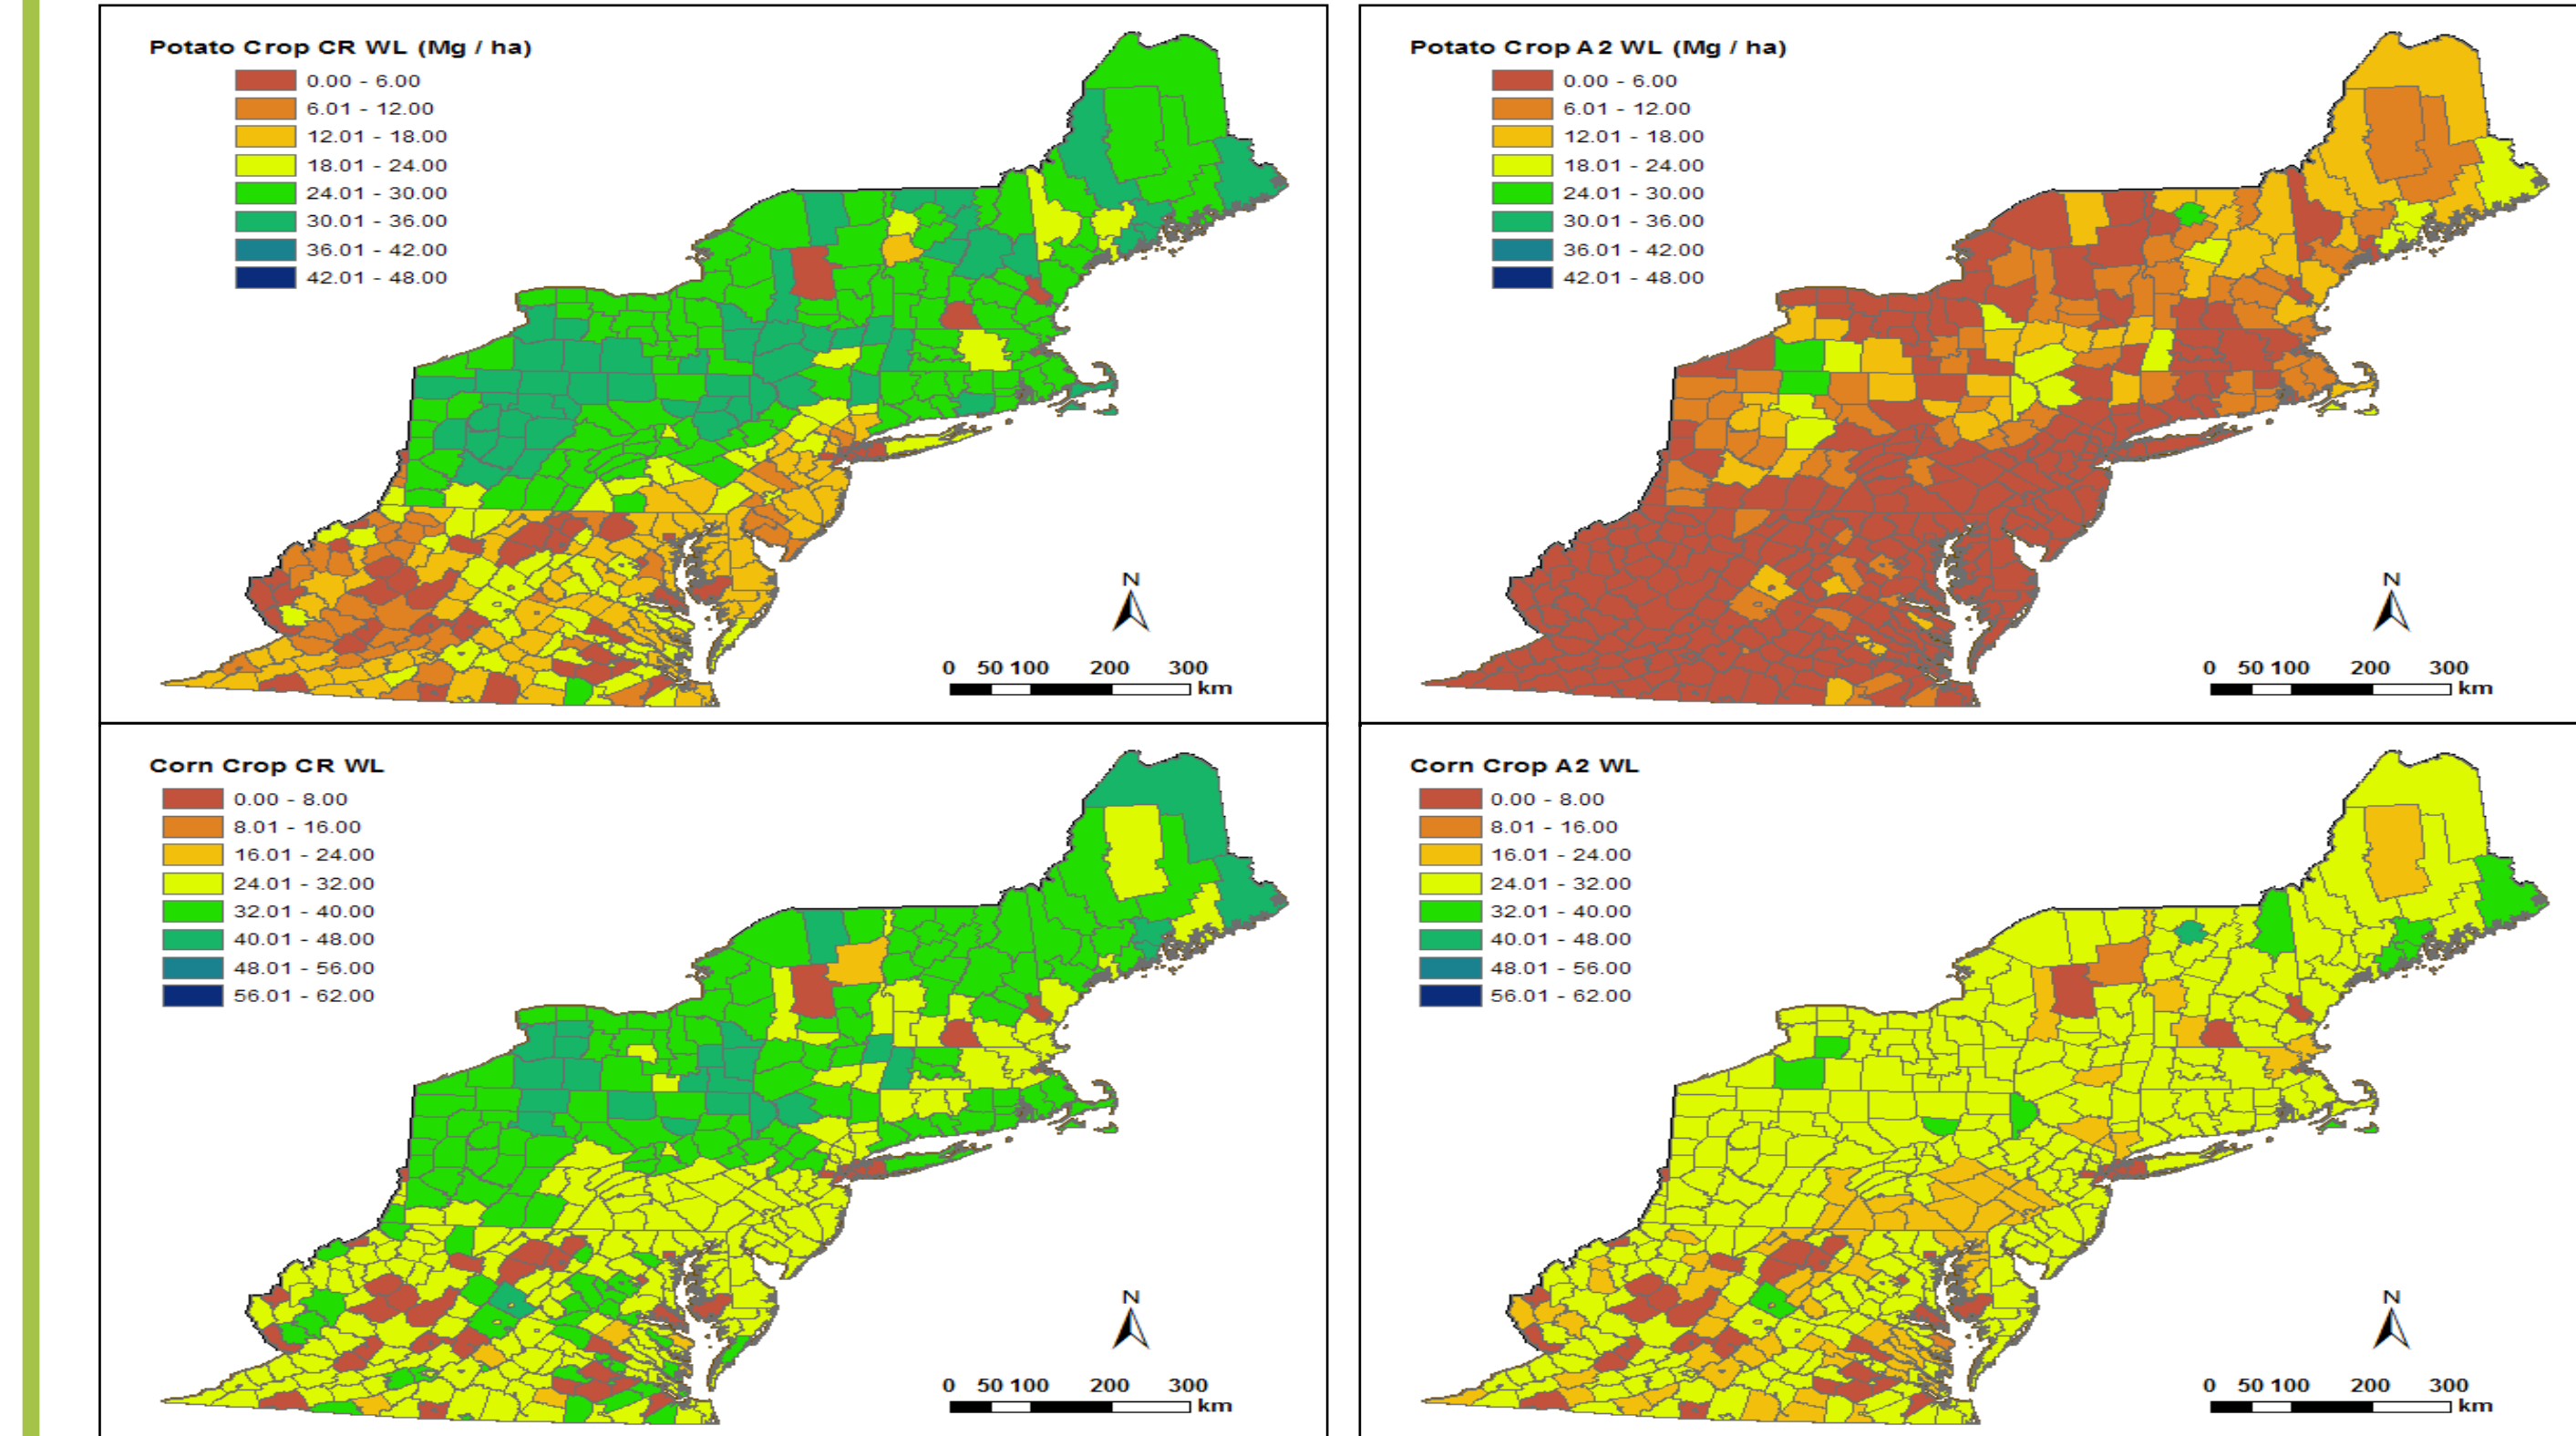 Potato Crop CR WL (Mg / ha)
0.00 - 6.00
6.01 - 12.00
12.01 - 18.00
18.01 - 24.00
24.01 - 30.00
30.01 - 36.00
36.01 - 42.00
42.01 - 48.00
N
0 50 100 200 300
km
Potato Crop A2 WL (Mg / ha)
0.00 - 6.00
6.01 - 12.00
12.01 - 18.00
18.01 - 24.00
24.01 - 30.00
30.01 - 36.00
36.01 - 42.00
42.01 - 48.00
N
0 50 100 200 300
km
Corn Crop CR WL
0.00 - 8.00
8.01 - 16.00
16.01 - 24.00
24.01 - 32.00
32.01 - 40.00
40.01 - 48.00
48.01 - 56.00
56.01 - 62.00
N
0 50 100 200 300
km
Corn Crop A2 WL
0.00 - 8.00
8.01 - 16.00
16.01 - 24.00
24.01 - 32.00
32.01 - 40.00
40.01 - 48.00
48.01 - 56.00
56.01 - 62.00
N
0 50 100 200 300
km